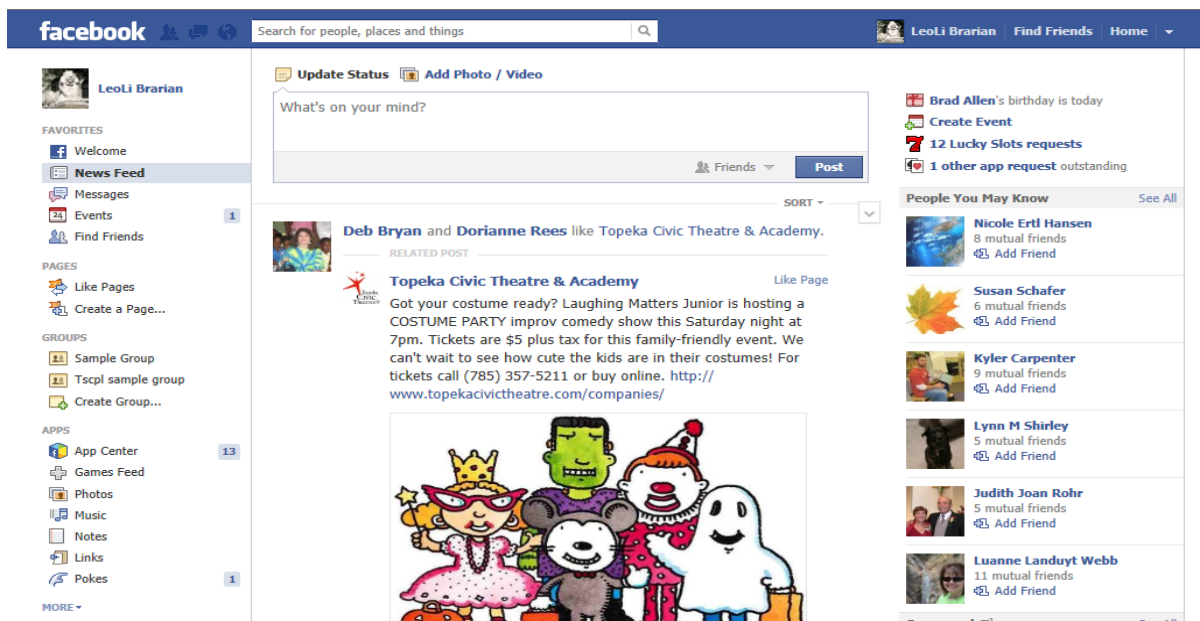 facebook
Search for people, places and things
LeoLi Brarian
Find Friends
Home
LeoLi Brarian
FAVORITES
Welcome
News Feed
Messages
24 Events 1
Find Friends
PAGES
Like Pages
Create a Page...
GROUPS
Sample Group
Tscpl sample group
Create Group...
APPS
App Center 13
Games Feed
Photos
Music
Notes
Links
Pokes 1
MORE
Update Status Add Photo / Video
What's on your mind?
Friends Post
SORT
Deb Bryan and Dorianne Rees like Topeka Civic Theatre & Academy.
RELATED POST
Topeka Civic Theatre & Academy Like Page
Got your costume ready? Laughing Matters Junior is hosting a
COSTUME PARTY improv comedy show this Saturday night at
7pm. Tickets are $5 plus tax for this family-friendly event. We
can't wait to see how cute the kids are in their costumes! For
tickets call (785) 357-5211 or buy online. http://
www.topekacivictheatre.com/companies/
Topeka
Civic
Theatre
Brad Allen's birthday is today
Create Event
7 12 Lucky Slots requests
1 other app request outstanding
People You May Know See All
Nicole Ertl Hansen
8 mutual friends
Add Friend
Susan Schafer
6 mutual friends
Add Friend
Kyler Carpenter
9 mutual friends
Add Friend
Lynn M Shirley
5 mutual friends
Add Friend
Judith Joan Rohr
5 mutual friends
Add Friend
Luanne Landuyt Webb
11 mutual friends
Add Friend